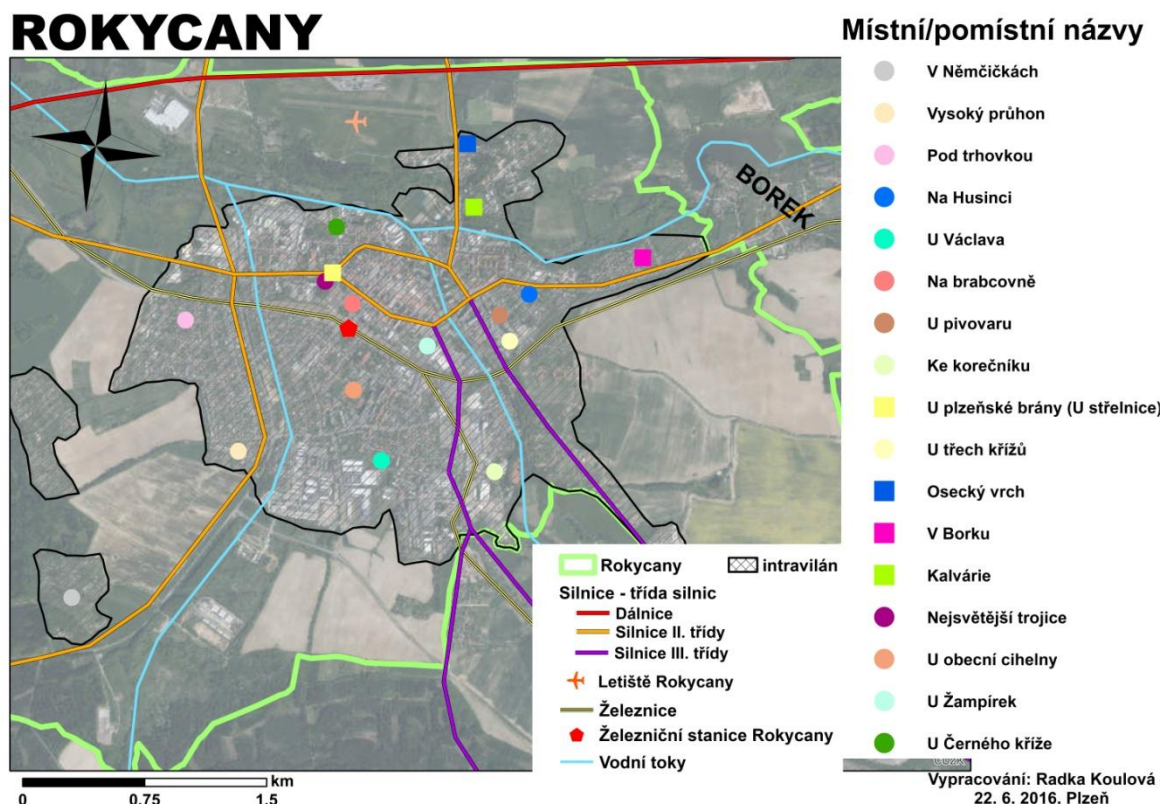 ROKYCANY
Místní/pomístní názvy
V Němčičkách
Vysoký průhon
Pod trhovkou
Na Husinci
U Václava
Na brabcovně
U pivovaru
Ke korečníku
U plzeňské brány (U střelnice)
U třech křížů
Osecký vrch
V Borku
Kalvárie
Nejsvětější trojice
U obecní cihelny
U Žampírek
U Černého kříže
BOREK
Rokycany
intravilán
Silnice - třída silnic
Dálnice
Silnice II. třídy
Silnice III. třídy
Letiště Rokycany
Železnice
Železniční stanice Rokycany
Vodní toky
km
0 0.75 1.5
ČÚZK
Vypracování: Radka Koulová
22. 6. 2016, Plzeň